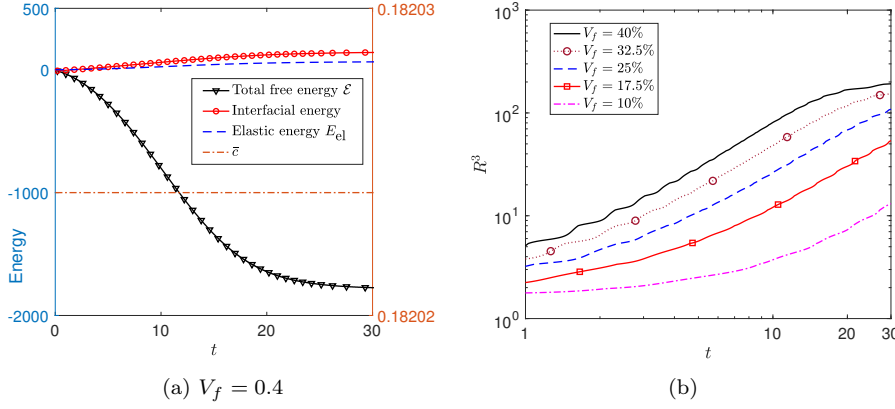 500
0
-1000
-2000
Energy
0.18203
0.18202
Total free energy ℰ
Interfacial energy
Elastic energy E_el
c̅
0 10 20 30
t
(a) V_f = 0.4
10^3
10^2
10^1
10^0
R^3
V_f = 40%
V_f = 32.5%
V_f = 25%
V_f = 17.5%
V_f = 10%
1 10 20 30
t
(b)